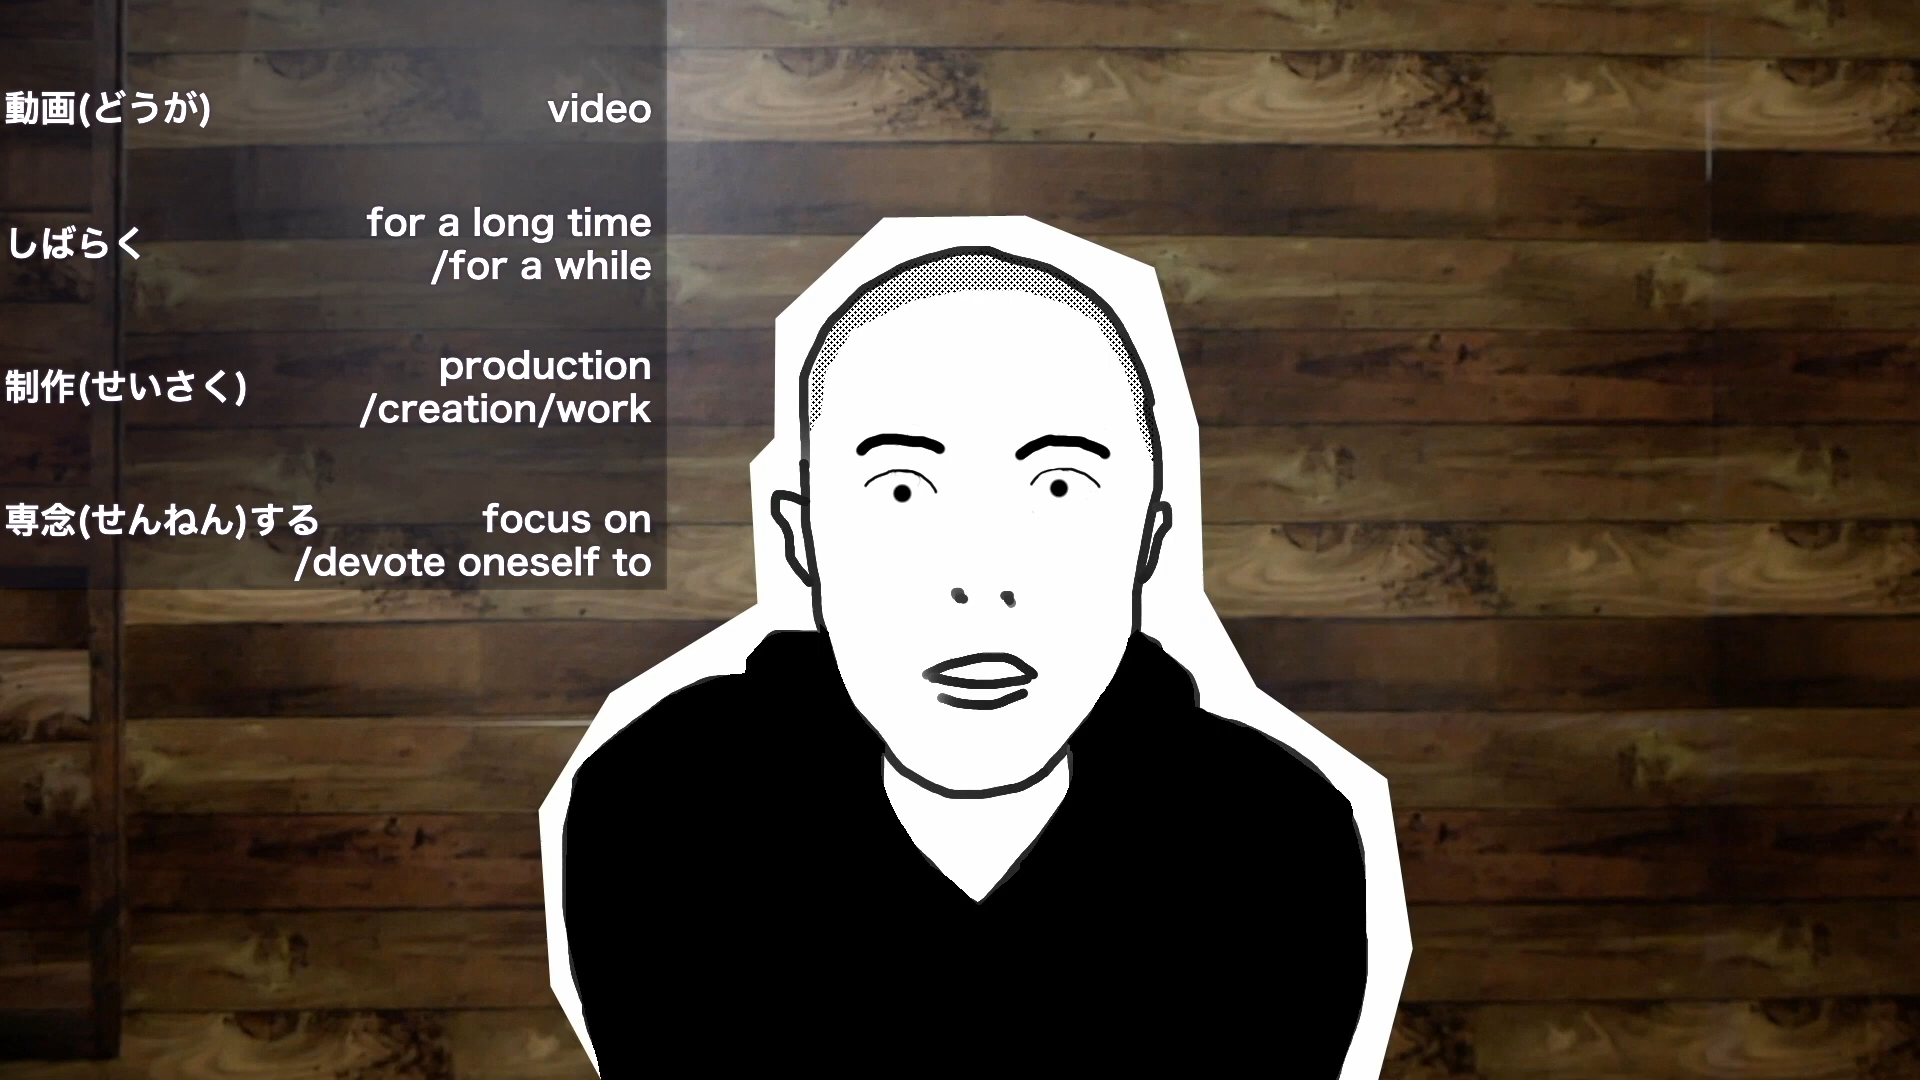 動画(どうが) video
しばらく for a long time
/for a while
制作(せいさく) production
/creation/work
専念(せんねん)する focus on
/devote oneself to